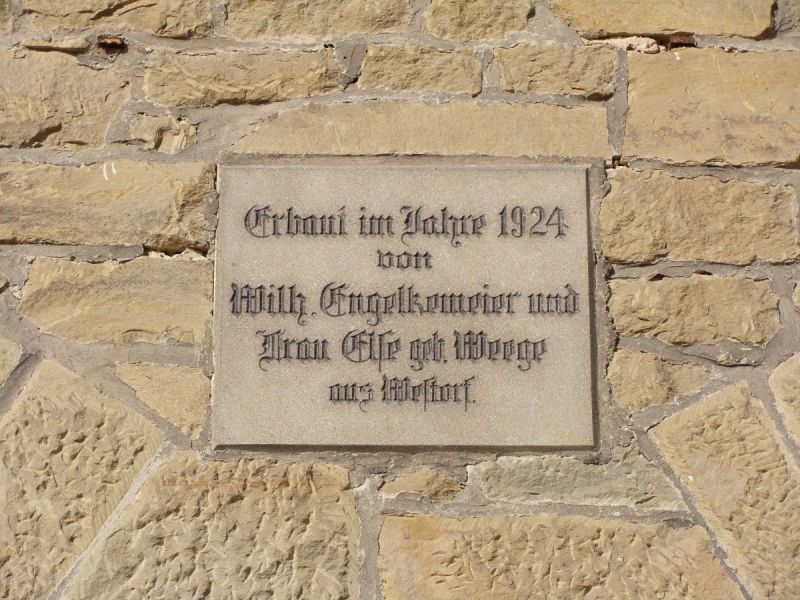 Erbaut im Jahre 1924
von
Wilh. Engelkemeier und
Frau Else geb. Weege
aus Westorf.